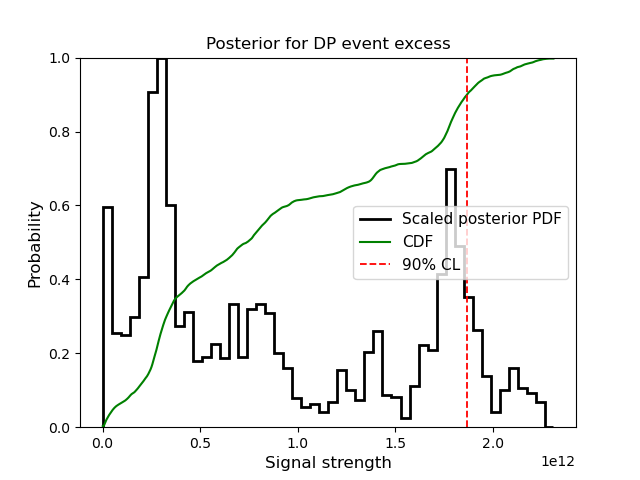 Posterior for DP event excess
Probability
1.0
0.8
0.6
0.4
0.2
0.0
Scaled posterior PDF
CDF
90% CL
0.0 0.5 1.0 1.5 2.0
1e12
Signal strength